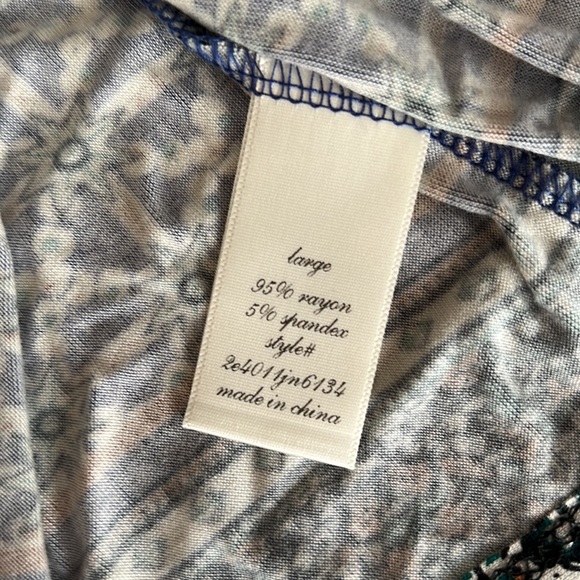 large
95% rayon
5% spandex
style#
2e4011jn6134
made in china